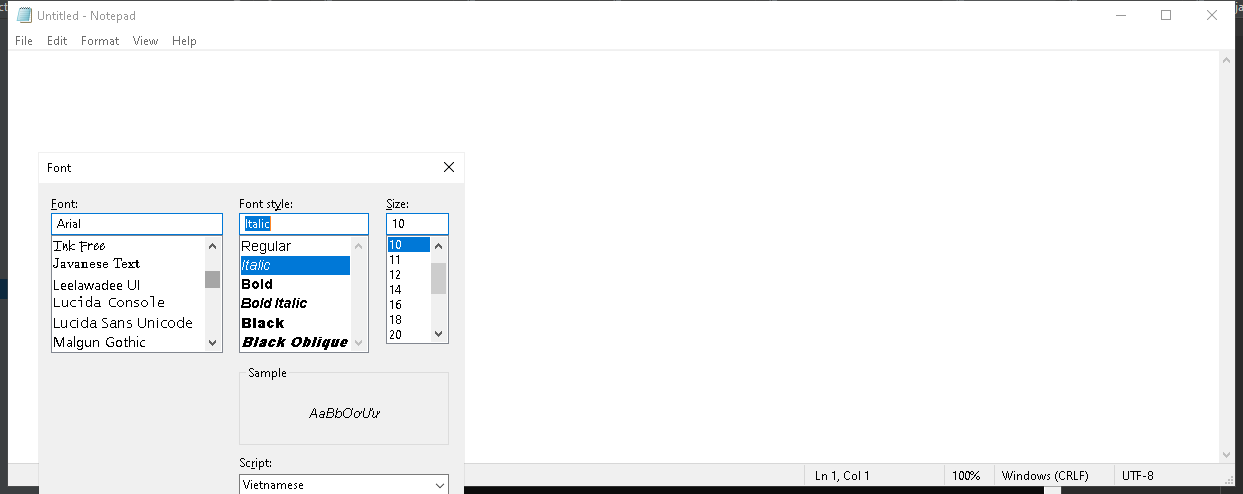 Untitled - Notepad
File Edit Format View Help
Font
Font: Font style: Size:
Arial Italic 10
Ink Free Regular 10
Javanese Text Italic 11
Leelawadee UI Bold 12
Lucida Console Bold Italic 14
Lucida Sans Unicode Black 16
Malgun Gothic Black Oblique 18
20
Sample
AaBbƠơƯư
Script:
Vietnamese
Ln 1, Col 1 100% Windows (CRLF) UTF-8